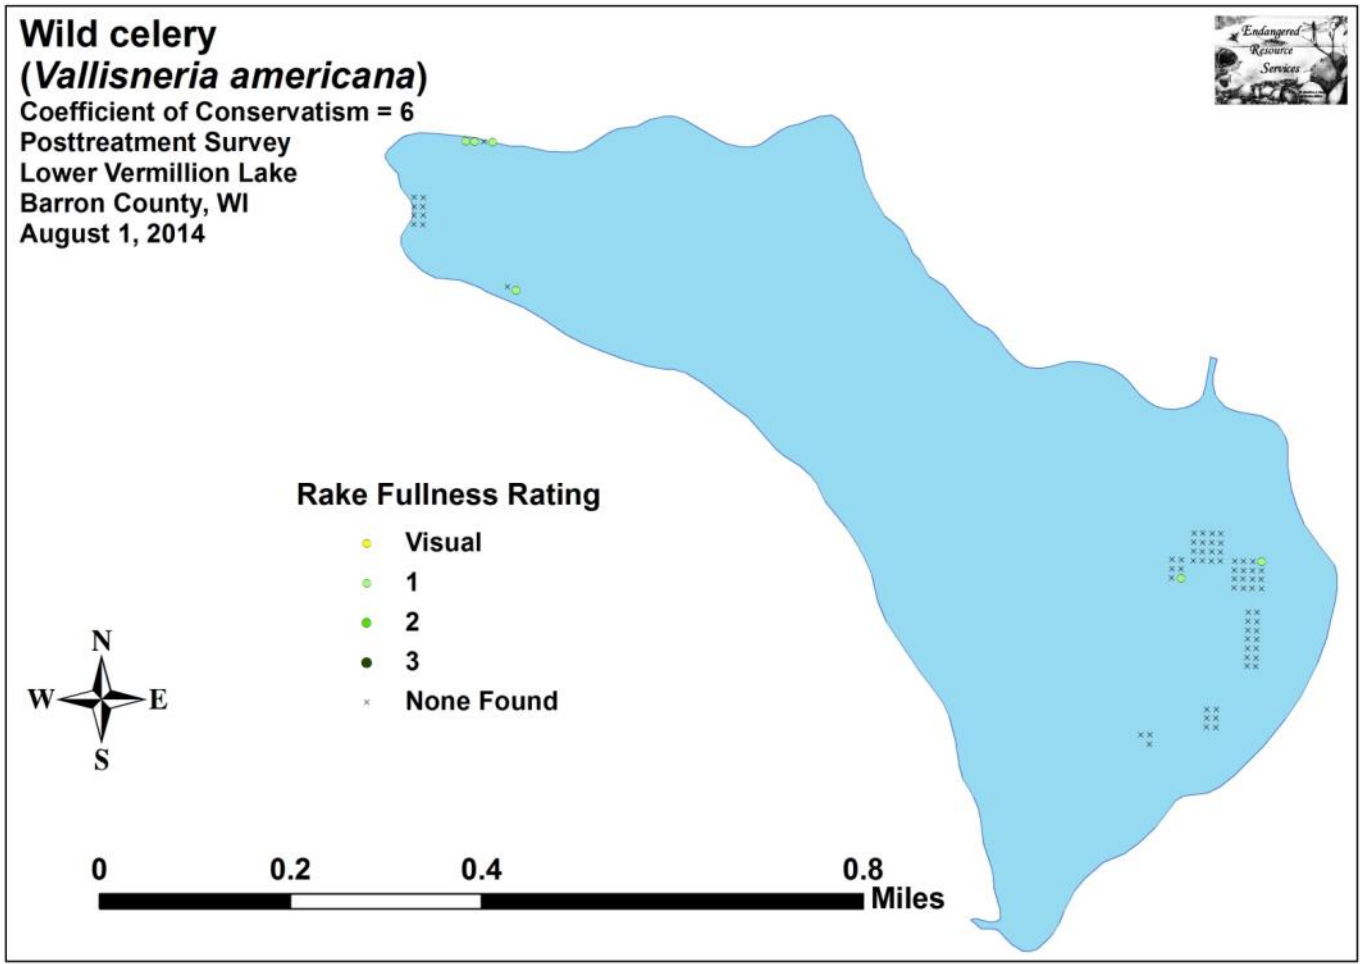 Wild celery
(Vallisneria americana)
Coefficient of Conservatism = 6
Posttreatment Survey
Lower Vermillion Lake
Barron County, WI
August 1, 2014
Endangered
Resource
Services
Rake Fullness Rating
Visual
1
2
3
None Found
N
W E
S
0 0.2 0.4 0.8
Miles